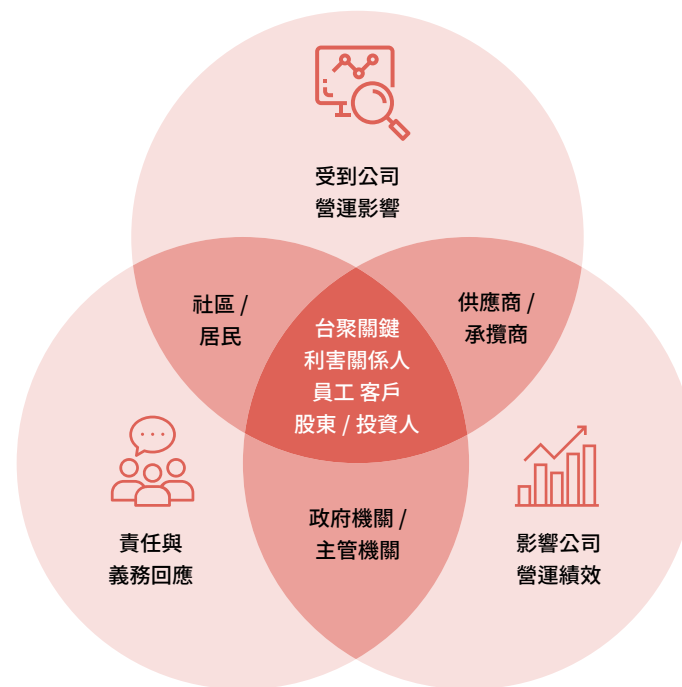 受到公司
營運影響
社區 /
居民
供應商 /
承攬商
台聚關鍵
利害關係人
員工 客戶
股東 / 投資人
責任與
義務回應
政府機關 /
主管機關
影響公司
營運績效